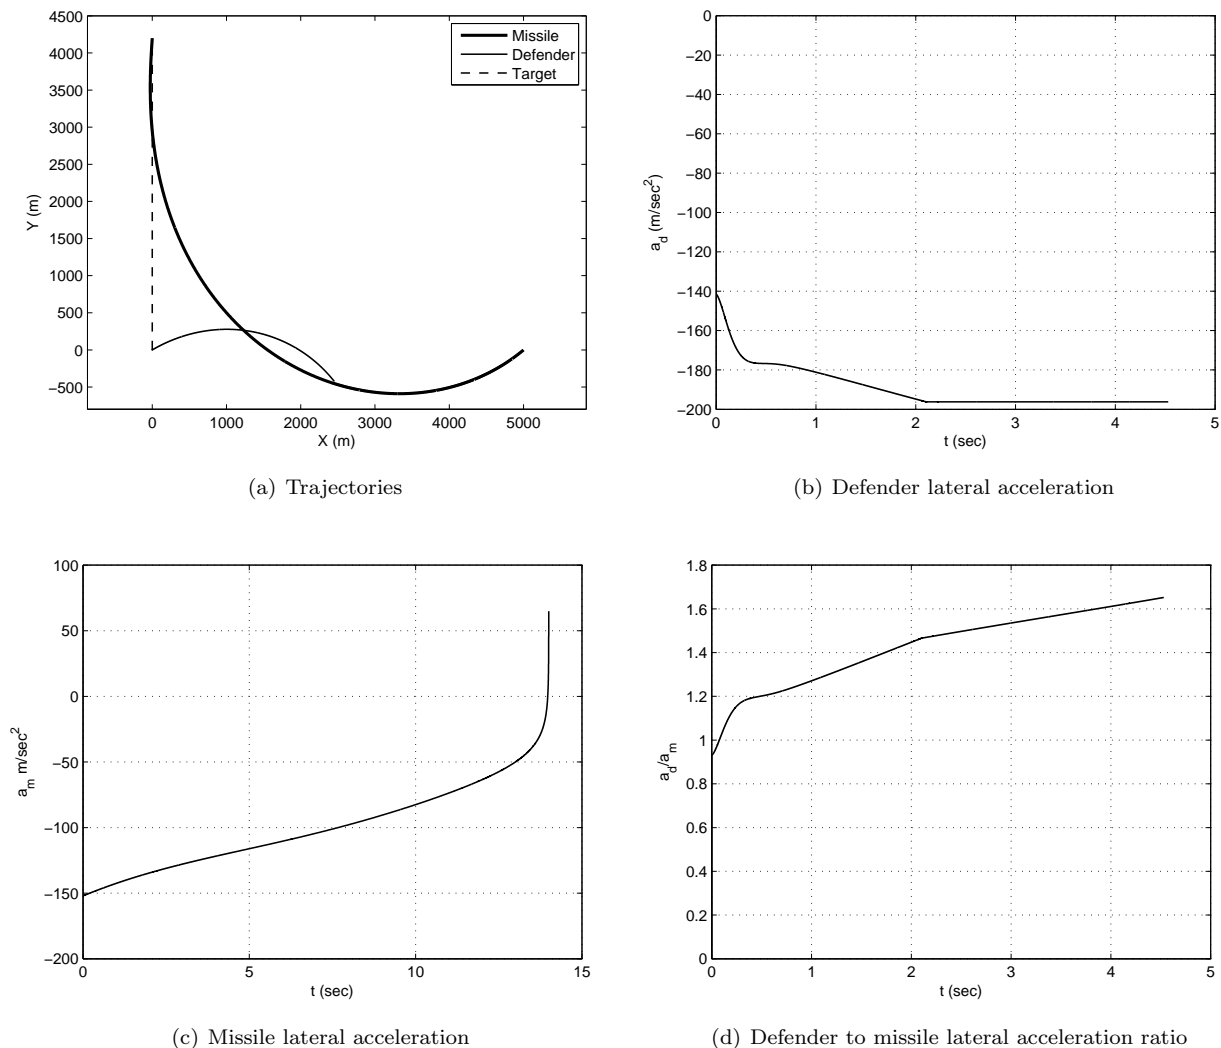 4500
4000
3500
3000
2500
2000
1500
1000
500
0
−500
Y (m)
0 1000 2000 3000 4000 5000
X (m)
Missile
Defender
Target
(a) Trajectories
0
−20
−40
−60
−80
−100
−120
−140
−160
−180
−200
a_d (m/sec²)
0 1 2 3 4 5
t (sec)
(b) Defender lateral acceleration
100
50
0
−50
−100
−150
−200
a_m m/sec²
0 5 10 15
t (sec)
(c) Missile lateral acceleration
1.8
1.6
1.4
1.2
1
0.8
0.6
0.4
0.2
0
a_d/a_m
0 1 2 3 4 5
t (sec)
(d) Defender to missile lateral acceleration ratio